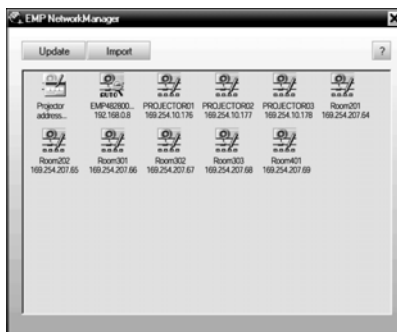 EMP NetworkManager
Update Import ?
Projector address...
EMP482800... 192.168.0.8
PROJECTOR01 169.254.10.176
PROJECTOR02 169.254.10.177
PROJECTOR03 169.254.10.178
Room201 169.254.207.64
Room202 169.254.207.65
Room301 169.254.207.66
Room302 169.254.207.67
Room303 169.254.207.68
Room401 169.254.207.69